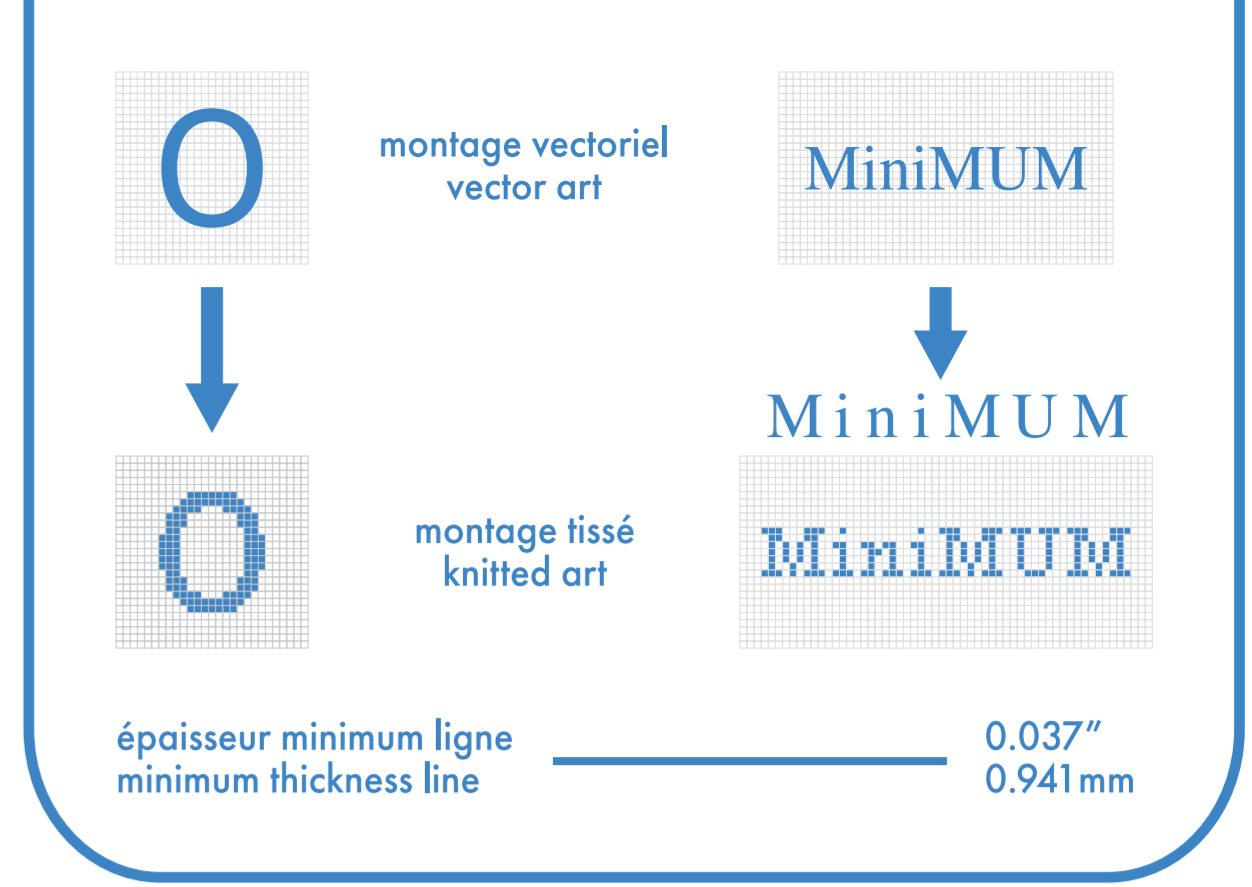 O
montage vectoriel
vector art
MiniMUM
MiniMUM
O
montage tissé
knitted art
MiniMUM
épaisseur minimum ligne
minimum thickness line
0.037″
0.941mm